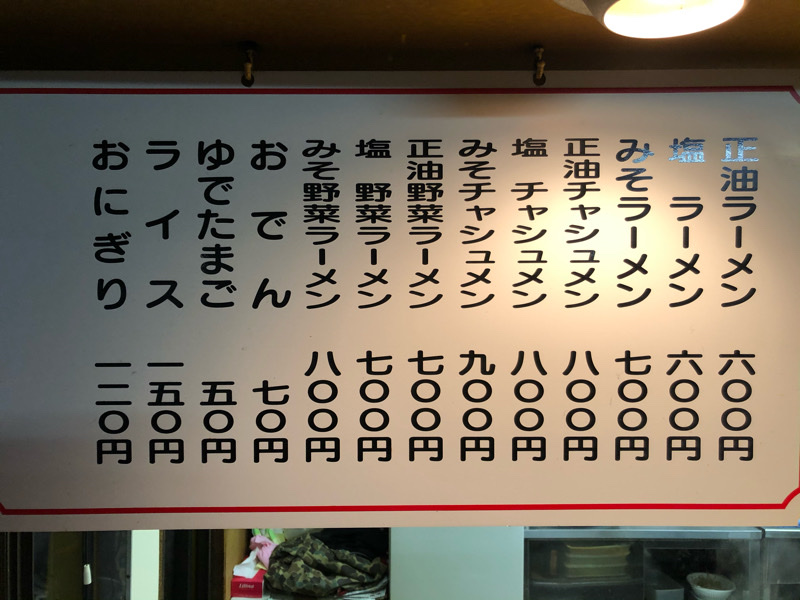 正油ラーメン 六〇〇円
塩 ラーメン 六〇〇円
みそラーメン 七〇〇円
正油チャシュメン 八〇〇円
塩 チャシュメン 八〇〇円
みそチャシュメン 九〇〇円
正油野菜ラーメン 七〇〇円
塩 野菜ラーメン 七〇〇円
みそ野菜ラーメン 八〇〇円
おでん 七〇円
ゆでたまご 五〇円
ライス 一五〇円
おにぎり 一二〇円